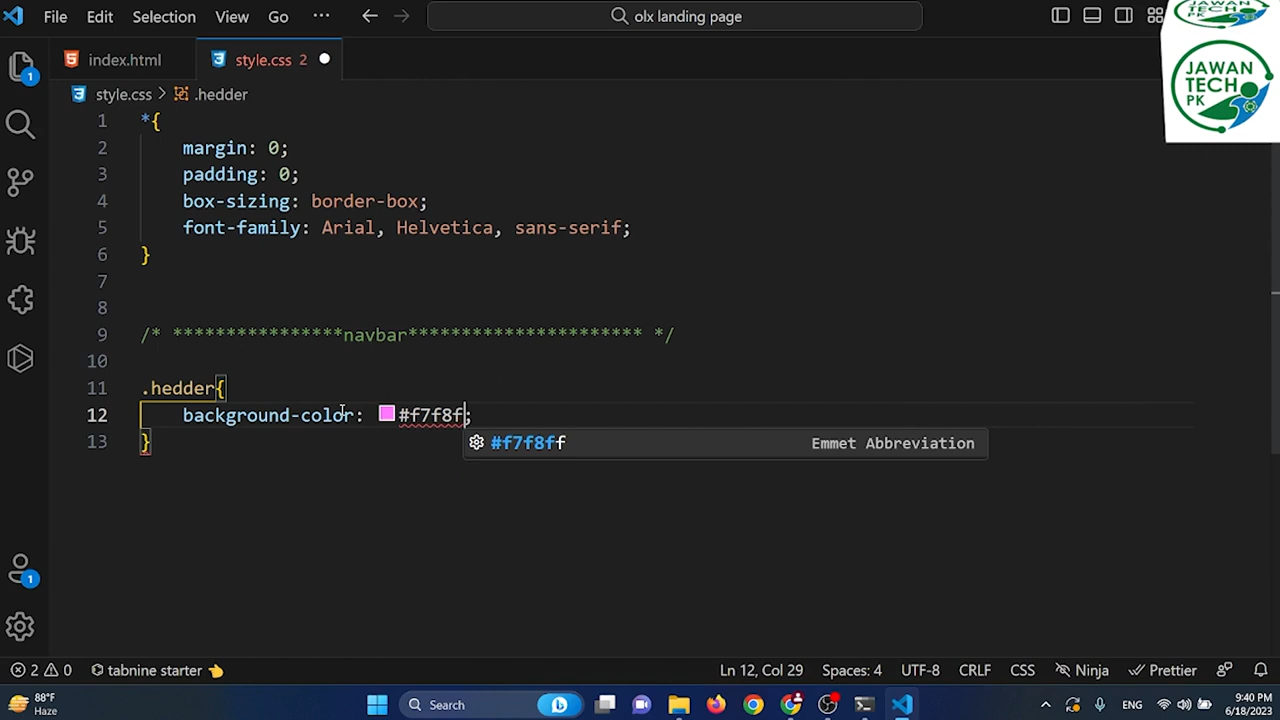 File Edit Selection View Go ··· olx landing page
JAWAN
TECH
PK
index.html style.css 2
style.css > .hedder
1 *{
2 margin: 0;
3 padding: 0;
4 box-sizing: border-box;
5 font-family: Arial, Helvetica, sans-serif;
6 }
7
8
9 /* ****************navbar********************** */
10
11 .hedder{
12 background-color: #f7f8f;
#f7f8ff Emmet Abbreviation
13 }
1
1
2 0 tabnine starter Ln 12, Col 29 Spaces: 4 UTF-8 CRLF CSS Ninja Prettier
88°F
Haze
Search
ENG
9:40 PM
6/18/2023